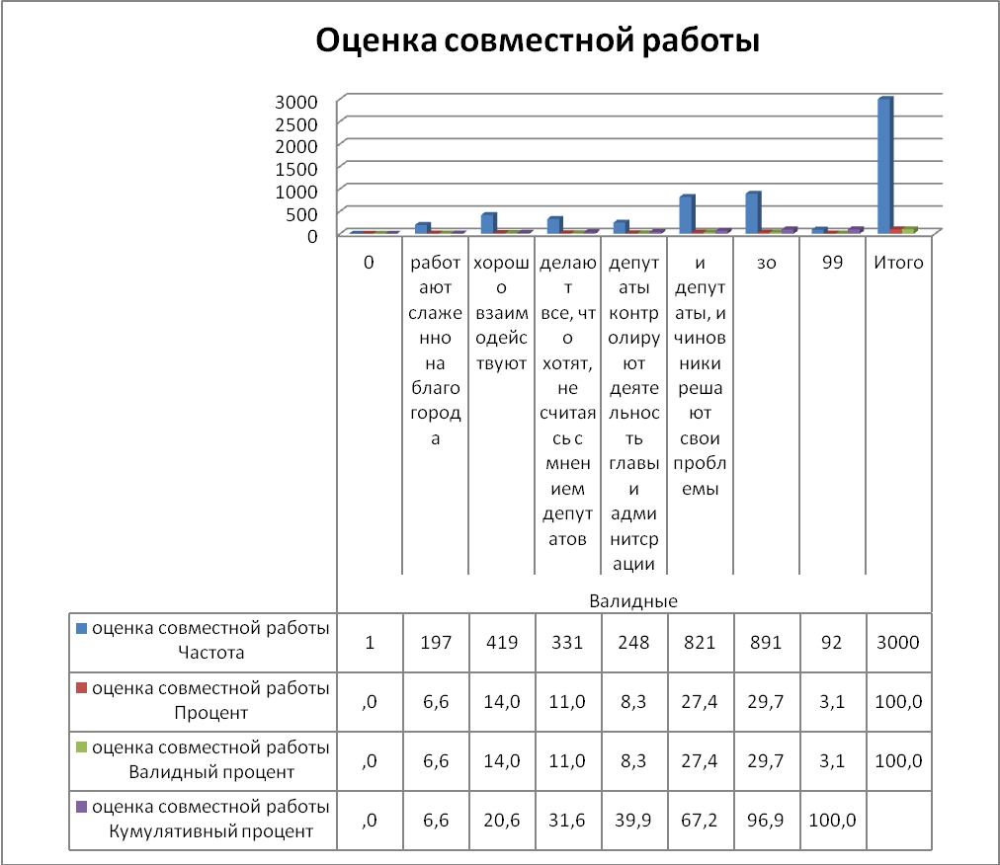 Оценка совместной работы
3000
2500
2000
1500
1000
500
0
0
работ
ают
слаже
нно
на
благо
город
а
хорош
о
взаим
одейс
твуют
делаю
т
все, чт
о
хотят,
не
считая
сь с
мнен
ием
депут
атов
депут
аты
контр
олиру
ют
деяте
льнос
ть
главы
и
адми
нитср
ации
и
депут
аты, и
чинов
ники
реша
ют
свои
пробл
емы
зо
99
Итого
Валидные
оценка совместной работы
Частота
1 197 419 331 248 821 891 92 3000
оценка совместной работы
Процент
,0 6,6 14,0 11,0 8,3 27,4 29,7 3,1 100,0
оценка совместной работы
Валидный процент
,0 6,6 14,0 11,0 8,3 27,4 29,7 3,1 100,0
оценка совместной работы
Кумулятивный процент
,0 6,6 20,6 31,6 39,9 67,2 96,9 100,0